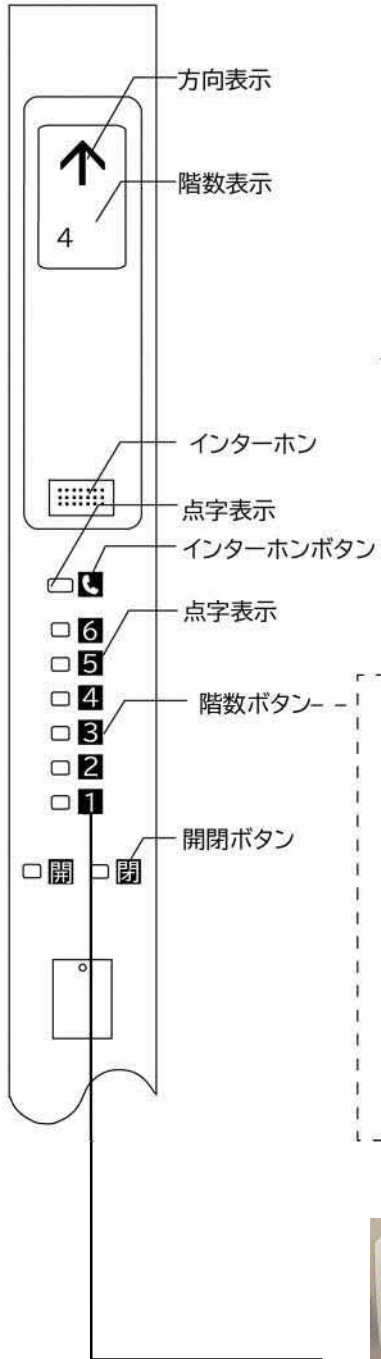 方向表示
階数表示
4
インターホン
点字表示
インターホンボタン
点字表示
6
5
4
階数ボタン
3
2
1
開閉ボタン
開 閉